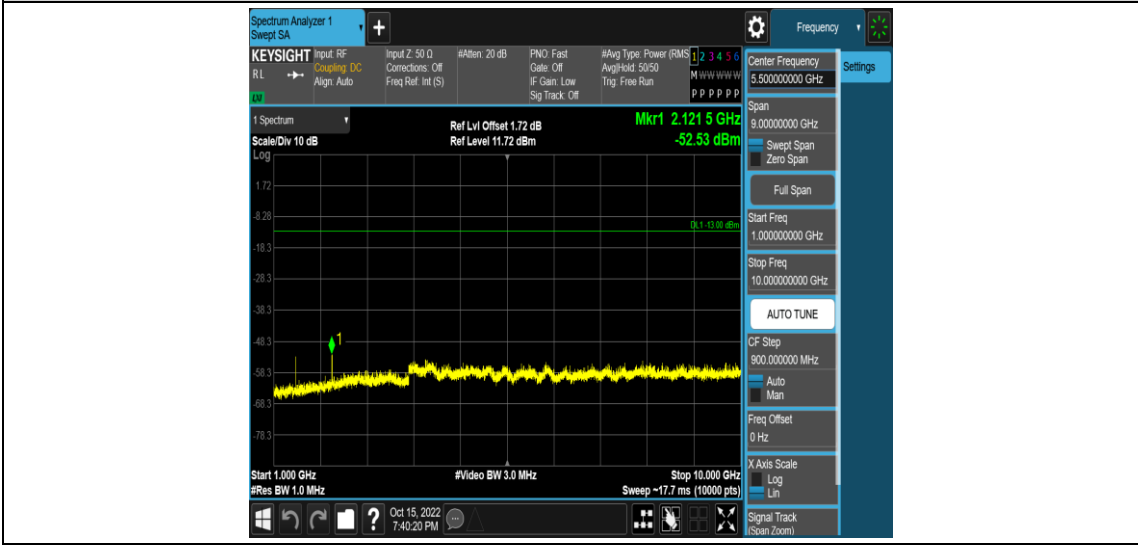 Spectrum Analyzer 1
Swept SA
+
Frequency
KEYSIGHT
RL
LM
Input: RF
Coupling: DC
Align: Auto
Input Z: 50 Ω
Corrections: Off
Freq Ref: Int (S)
#Atten: 20 dB
PNO: Fast
Gate: Off
IF Gain: Low
Sig Track: Off
#Avg Type: Power (RMS
Avg|Hold: 50/50
Trig: Free Run
1 2 3 4 5 6
M W W W W W
P P P P P P
1 Spectrum
Scale/Div 10 dB
Log
Ref Lvl Offset 1.72 dB
Ref Level 11.72 dBm
Mkr1 2.121 5 GHz
-52.53 dBm
1.72
-8.28
DL1 -13.00 dBm
-18.3
-28.3
-38.3
-48.3
1
-58.3
-68.3
-78.3
Start 1.000 GHz
#Res BW 1.0 MHz
#Video BW 3.0 MHz
Stop 10.000 GHz
Sweep ~17.7 ms (10000 pts)
?
Oct 15, 2022
7:40:20 PM
Center Frequency
5.500000000 GHz
Settings
Span
9.00000000 GHz
Swept Span
Zero Span
Full Span
Start Freq
1.000000000 GHz
Stop Freq
10.000000000 GHz
AUTO TUNE
CF Step
900.000000 MHz
Auto
Man
Freq Offset
0 Hz
X Axis Scale
Log
Lin
Signal Track
(Span Zoom)